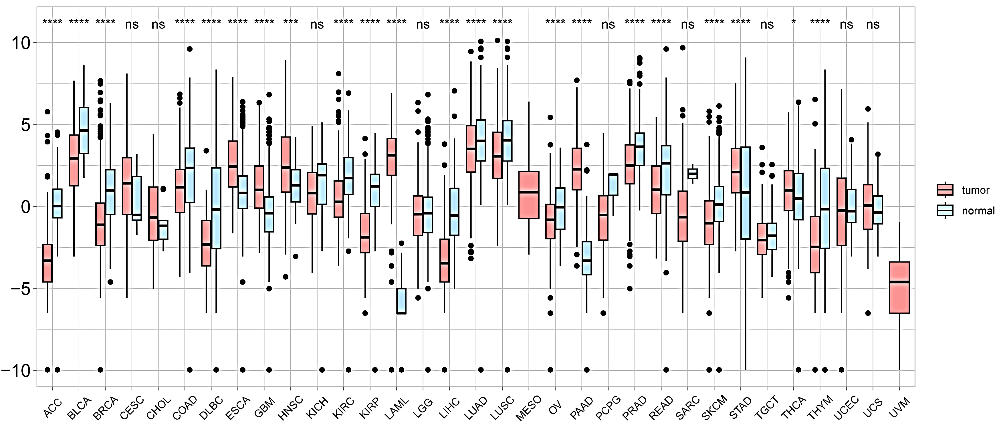 **** **** **** ns ns **** **** **** **** *** ns **** **** **** ns **** **** **** **** **** ns **** **** ns **** **** ns * **** ns ns
10
5
0
−5
−10
tumor
normal
ACC BLCA BRCA CESC CHOL COAD DLBC ESCA GBM HNSC KICH KIRC KIRP LAML LGG LIHC LUAD LUSC MESO OV PAAD PCPG PRAD READ SARC SKCM STAD TGCT THCA THYM UCEC UCS UVM